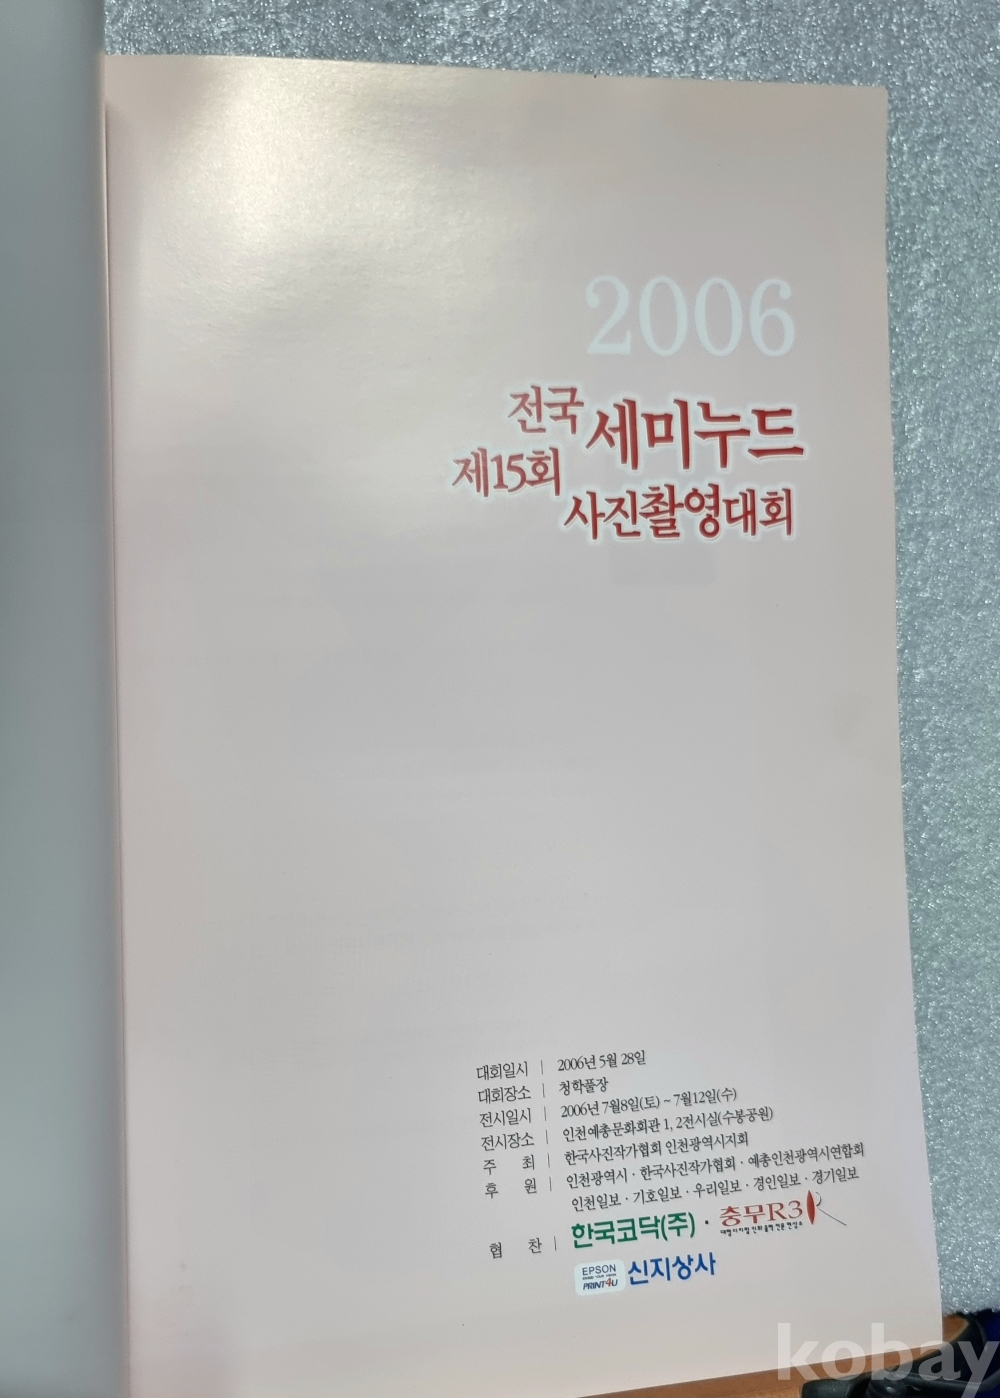 2006
전국 세미누드
제15회
사진촬영대회
대회일시 | 2006년 5월 28일
대회장소 | 청학풀장
전시일시 | 2006년 7월8일(토) ~ 7월12일(수)
전시장소 | 인천예총문화회관 1, 2전시실(수봉공원)
주 최 | 한국사진작가협회 인천광역시지회
후 원 | 인천광역시 · 한국사진작가협회 · 예총인천광역시연합회
인천일보 · 기호일보 · 우리일보 · 경인일보 · 경기일보
협 찬 | 한국코닥(주) · 충무R3
EPSON
PRINT4U
신지상사
kobay